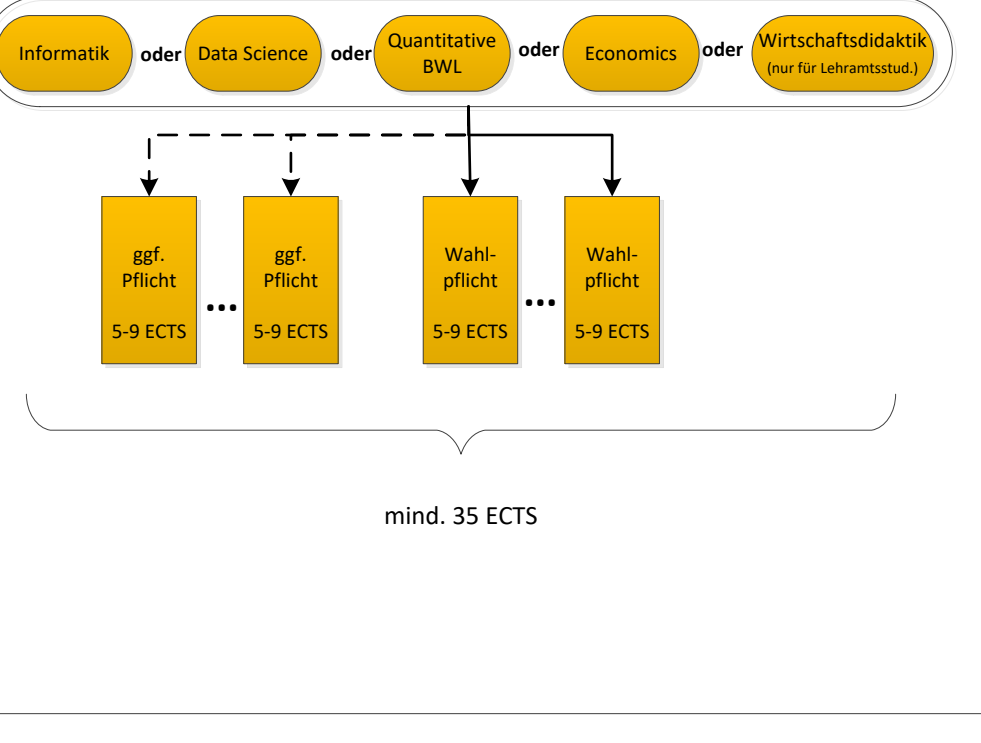 Informatik oder Data Science oder Quantitative BWL oder Economics oder Wirtschaftsdidaktik
(nur für Lehramtsstud.)
ggf.
Pflicht
5-9 ECTS
...
ggf.
Pflicht
5-9 ECTS
Wahl-
pflicht
5-9 ECTS
...
Wahl-
pflicht
5-9 ECTS
mind. 35 ECTS